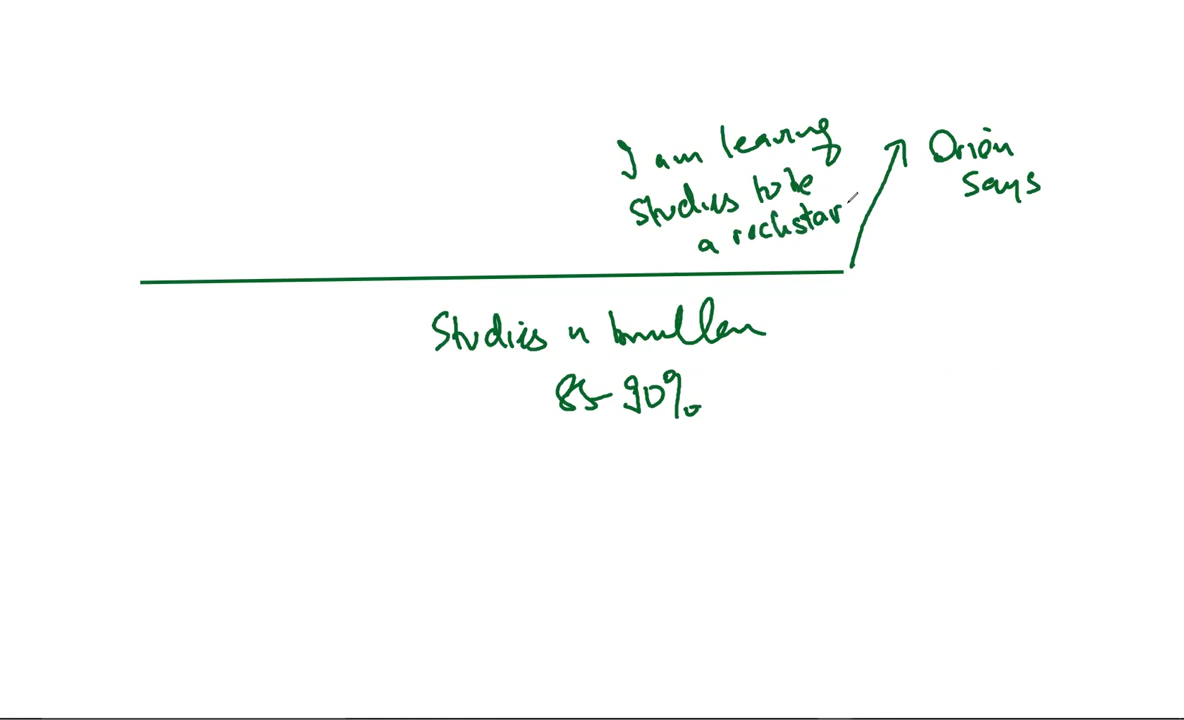 I am leaving
studies to be
a rockstar
Orion
says
Studies n
85-90%